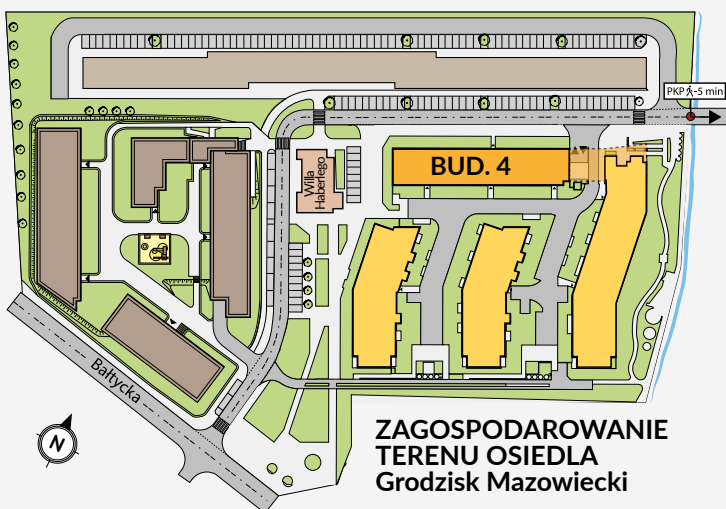 PKP -5 min
BUD. 4
Willa
Haberlego
Bałtycka
N
ZAGOSPODAROWANIE
TERENU OSIEDLA
Grodzisk Mazowiecki